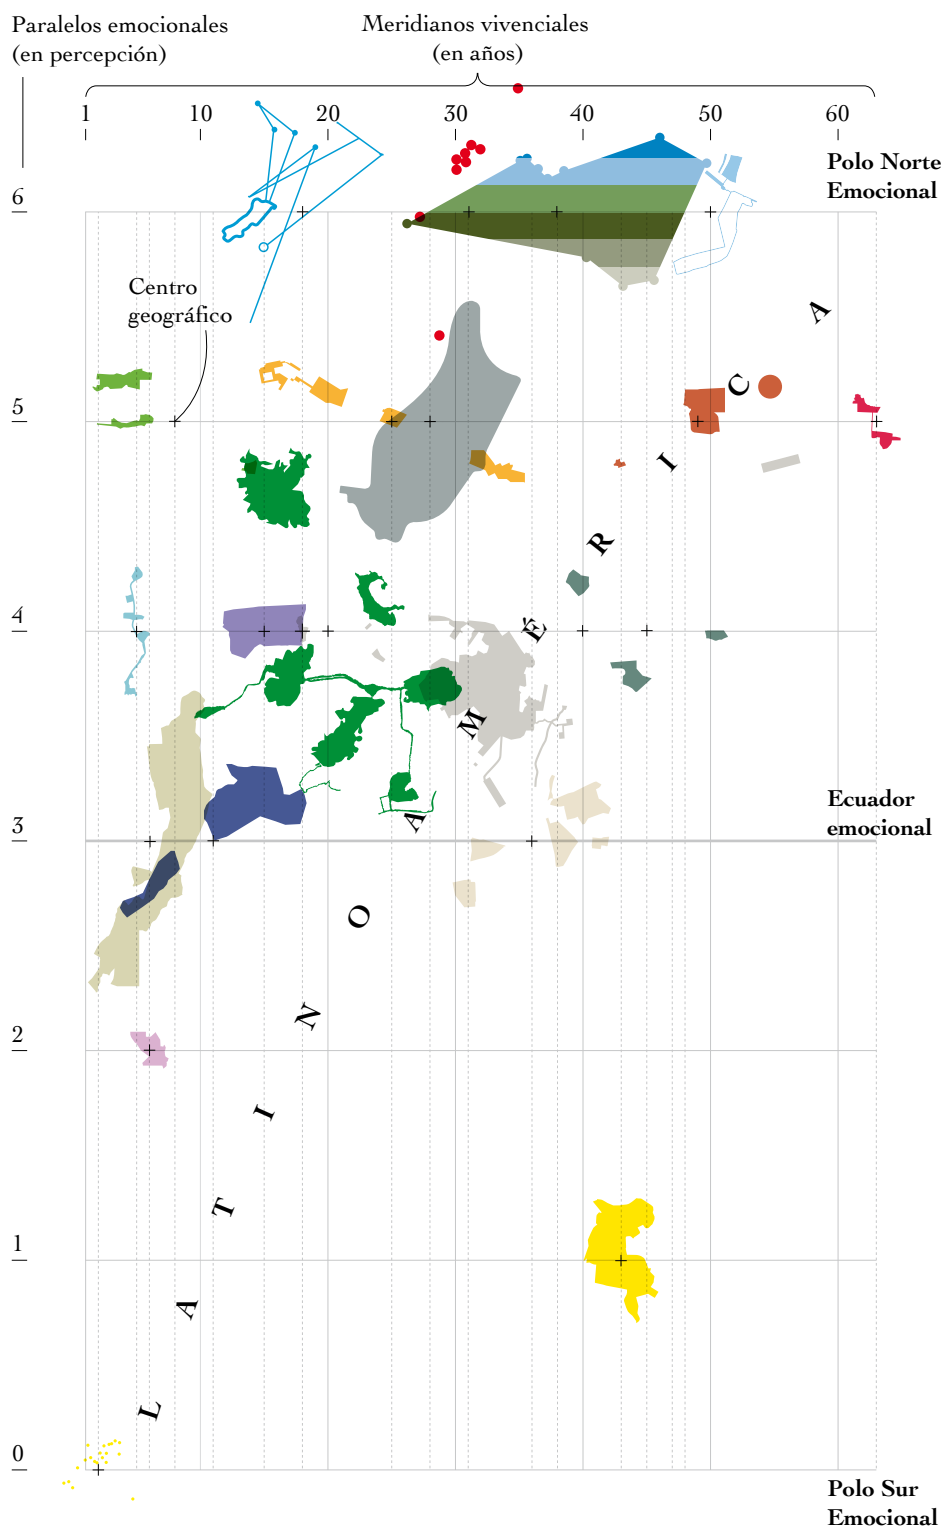 Paralelos emocionales
(en percepción)
Meridianos vivenciales
(en años)
1 10 20 30 40 50 60
Polo Norte
Emocional
6
Centro
geográfico
5
4
Ecuador
emocional
3
2
1
0
LATINOAMÉRICA
Polo Sur
Emocional